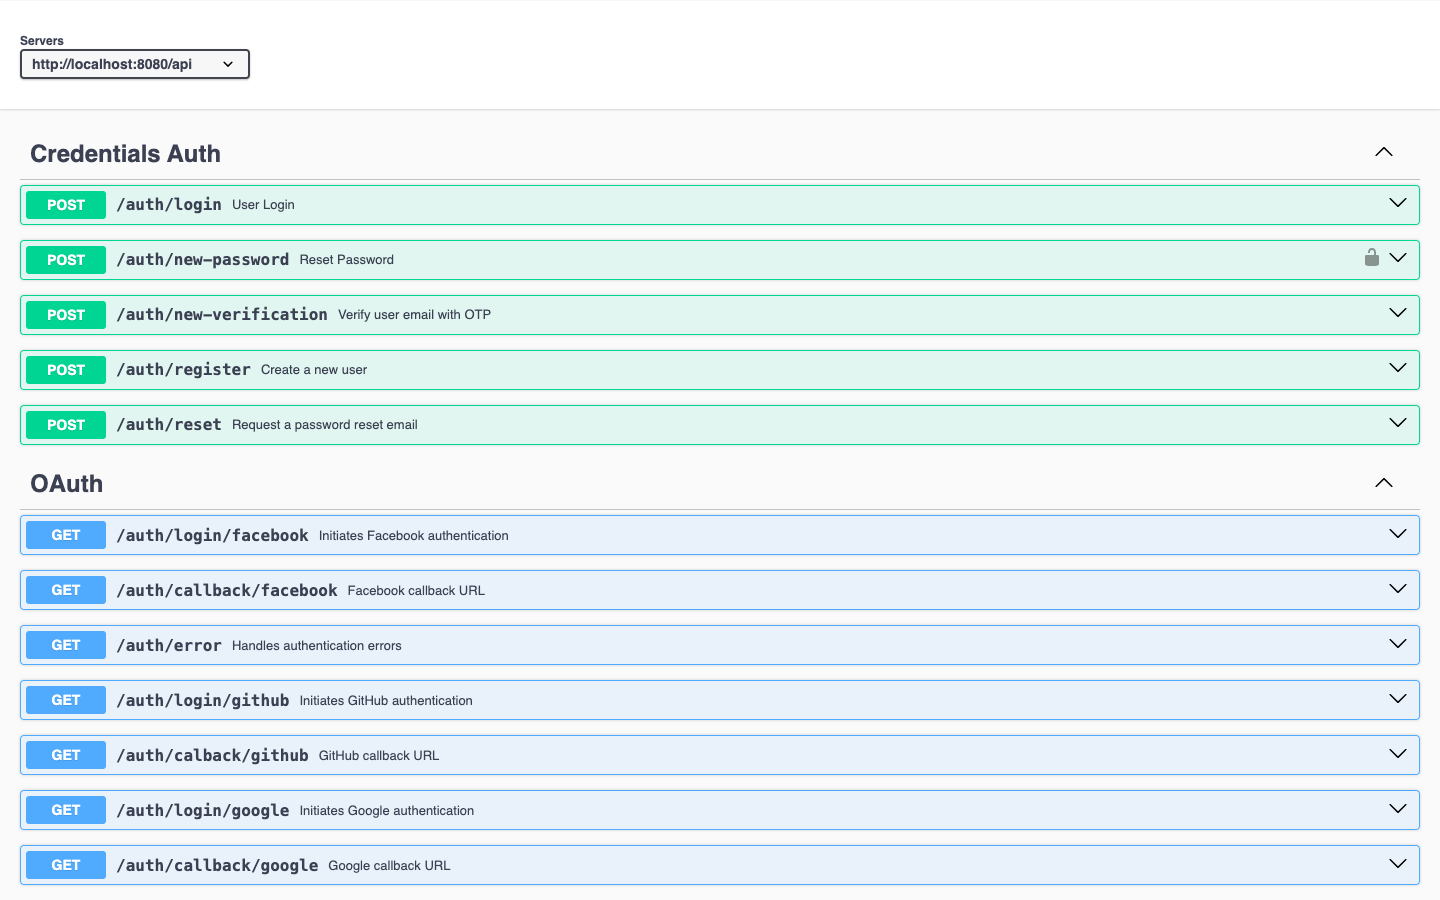 Servers
http://localhost:8080/api
Credentials Auth
POST /auth/login User Login
POST /auth/new-password Reset Password
POST /auth/new-verification Verify user email with OTP
POST /auth/register Create a new user
POST /auth/reset Request a password reset email
OAuth
GET /auth/login/facebook Initiates Facebook authentication
GET /auth/callback/facebook Facebook callback URL
GET /auth/error Handles authentication errors
GET /auth/login/github Initiates GitHub authentication
GET /auth/calback/github GitHub callback URL
GET /auth/login/google Initiates Google authentication
GET /auth/callback/google Google callback URL